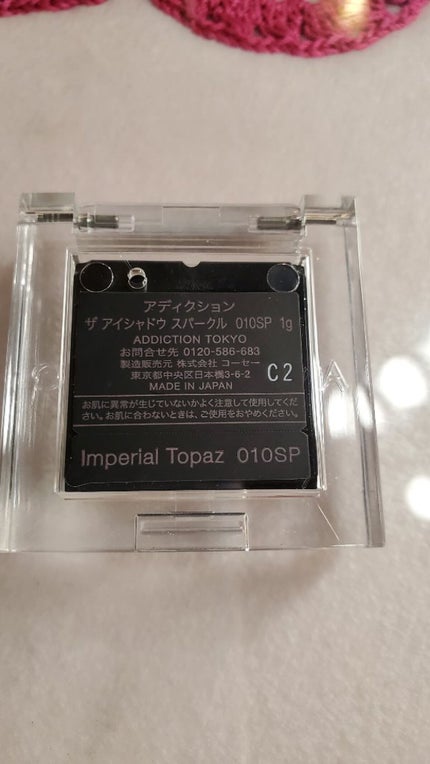 アディクション
ザ アイシャドウ スパークル 010SP 1g
ADDICTION TOKYO
お問合せ先 0120-586-683
製造販売元 株式会社 コーセー
東京都中央区日本橋3-6-2
MADE IN JAPAN
C2
お肌に異常が生じていないかよく注意して使用してくだ
さい。お肌に合わないときは、ご使用をおやめください。
Imperial Topaz 010SP